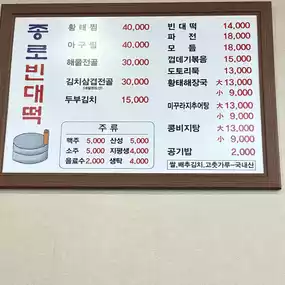 종로빈대떡
황태찜 40,000
아구찜 40,000
해물전골 30,000
김치삼겹전골 30,000
두부김치 15,000
주류
맥주 5,000 산성 5,000
소주 5,000 지평생 4,000
음료수 2,000 생탁 4,000
빈대떡 14,000
파전 18,000
모듬 18,000
껍데기볶음 15,000
도토리묵 13,000
황태해장국 大 13,000
小 9,000
마꾸라지추어탕 大 13,000
小 9,000
콩비지탕 大 13,000
小 9,000
공기밥 2,000
쌀,배추김치,고춧가루-국내산